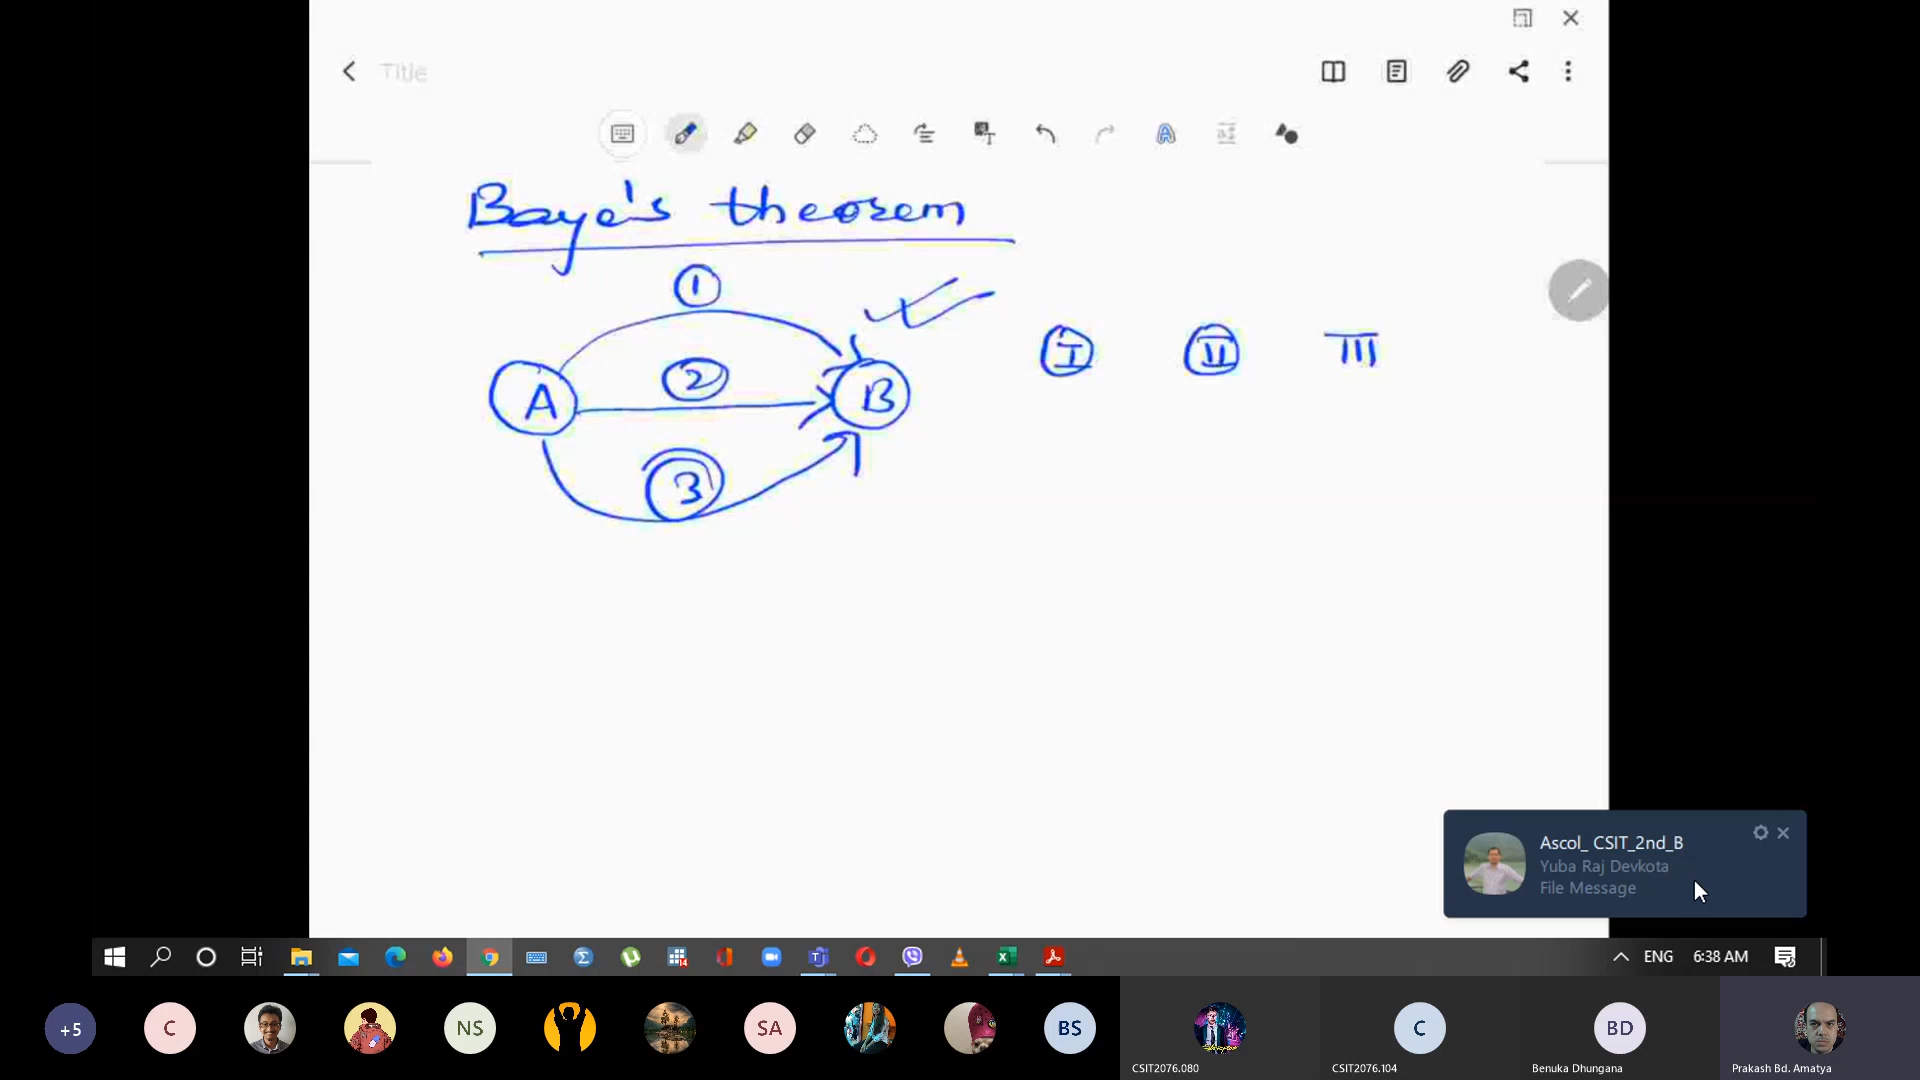 Title
Baye's theorem
1
I II III
2
A B
3
Ascol_ CSIT_2nd_B
Yuba Raj Devkota
File Message
ENG 6:38 AM
+5 C NS SA BS C BD
CSIT2076.080 CSIT2076.104 Benuka Dhungana Prakash Bd. Amatya